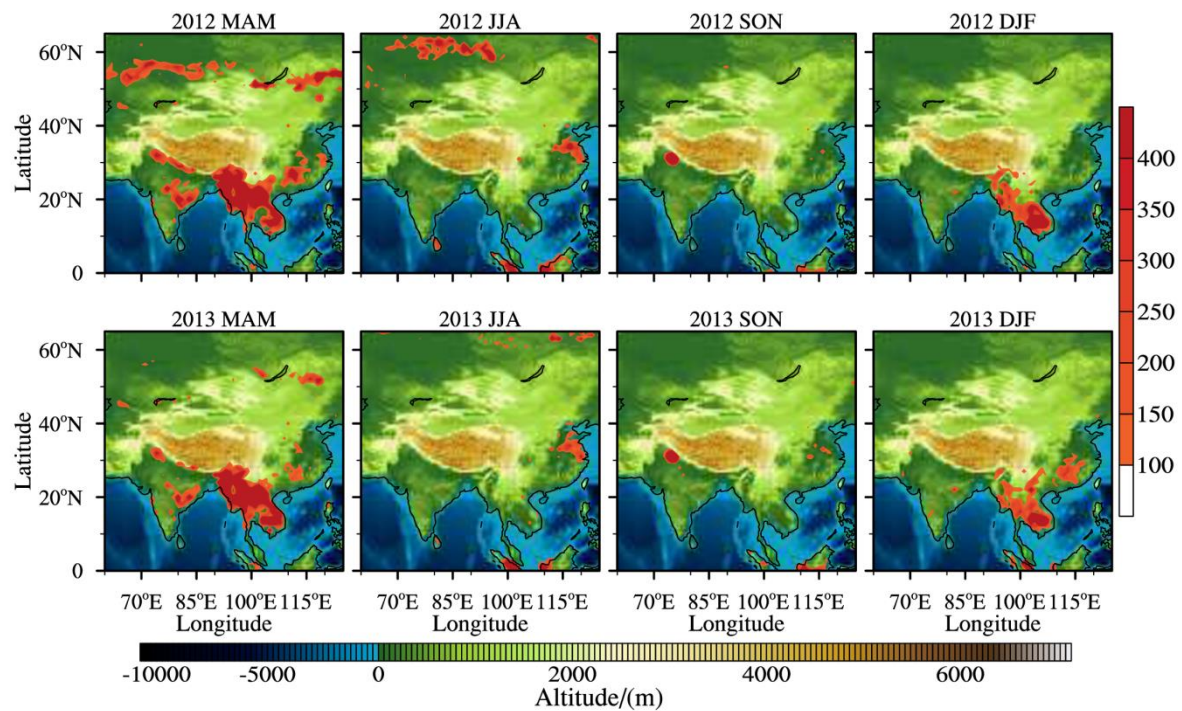 2012 MAM 2012 JJA 2012 SON 2012 DJF
60°N
40°N
20°N
0
Latitude
2013 MAM 2013 JJA 2013 SON 2013 DJF
60°N
40°N
20°N
0
Latitude
400
350
300
250
200
150
100
70°E 85°E 100°E 115°E 70°E 85°E 100°E 115°E 70°E 85°E 100°E 115°E 70°E 85°E 100°E 115°E
Longitude Longitude Longitude Longitude
-10000 -5000 0 2000 4000 6000
Altitude/(m)